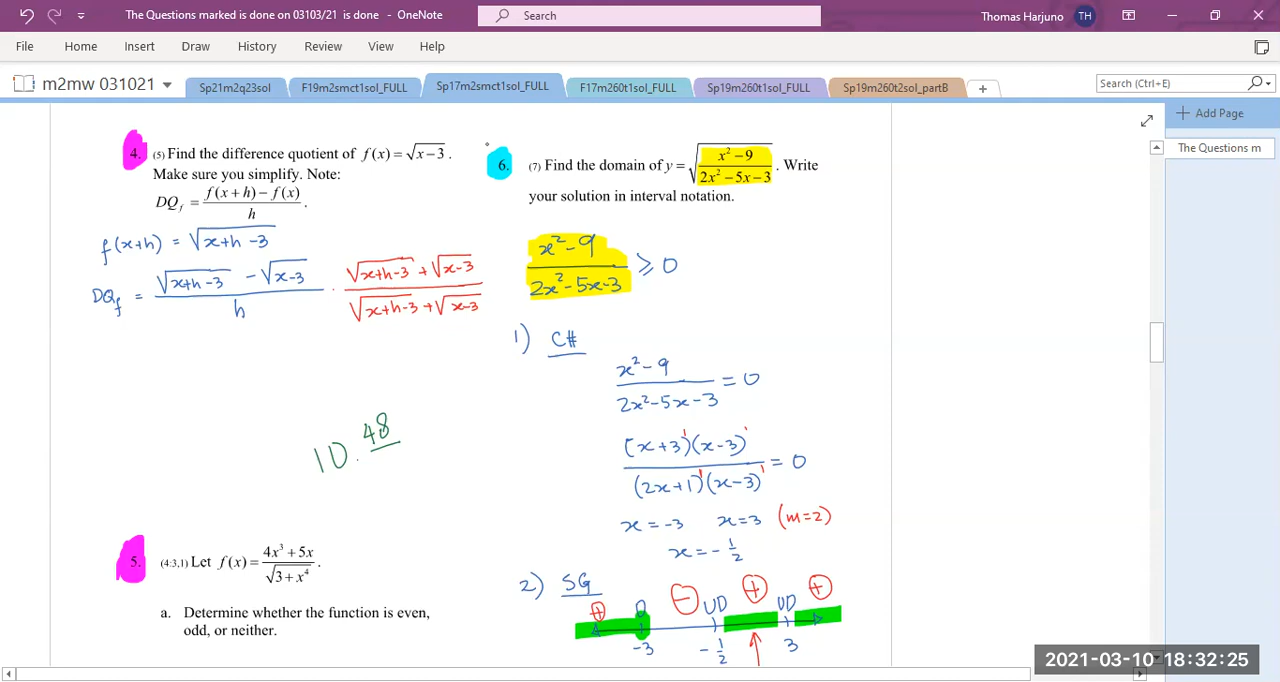 The Questions marked is done on 03103/21 is done - OneNote
Search
Thomas Harjuno TH
File Home Insert Draw History Review View Help
m2mw 031021
Sp21m2q23sol F19m2smct1sol_FULL Sp17m2smct1sol_FULL F17m260t1sol_FULL Sp19m260t1sol_FULL Sp19m260t2sol_partB +
Search (Ctrl+E)
+ Add Page
The Questions m
4. (5) Find the difference quotient of f(x) = √(x−3).
Make sure you simplify. Note:
DQ_f = (f(x+h) − f(x))/h.
f(x+h) = √(x+h −3)
DQ_f = (√(x+h−3) − √(x−3))/h · (√(x+h−3) + √(x−3))/(√(x+h−3) + √(x−3))
10.48
5. (4:3,1) Let f(x) = (4x³ + 5x)/√(3 + x⁴).
a. Determine whether the function is even,
odd, or neither.
6. (7) Find the domain of y = √((x² − 9)/(2x² − 5x − 3)). Write
your solution in interval notation.
(x² − 9)/(2x² − 5x − 3) ≥ 0
1) C#
(x² − 9)/(2x² − 5x − 3) = 0
((x+3)¹(x−3)¹)/((2x+1)¹(x−3)¹) = 0
x = −3 x = 3 (m=2)
x = −1/2
2) SG
+ 0 − UD + UD +
−3 −1/2 3
2021-03-10 18:32:25